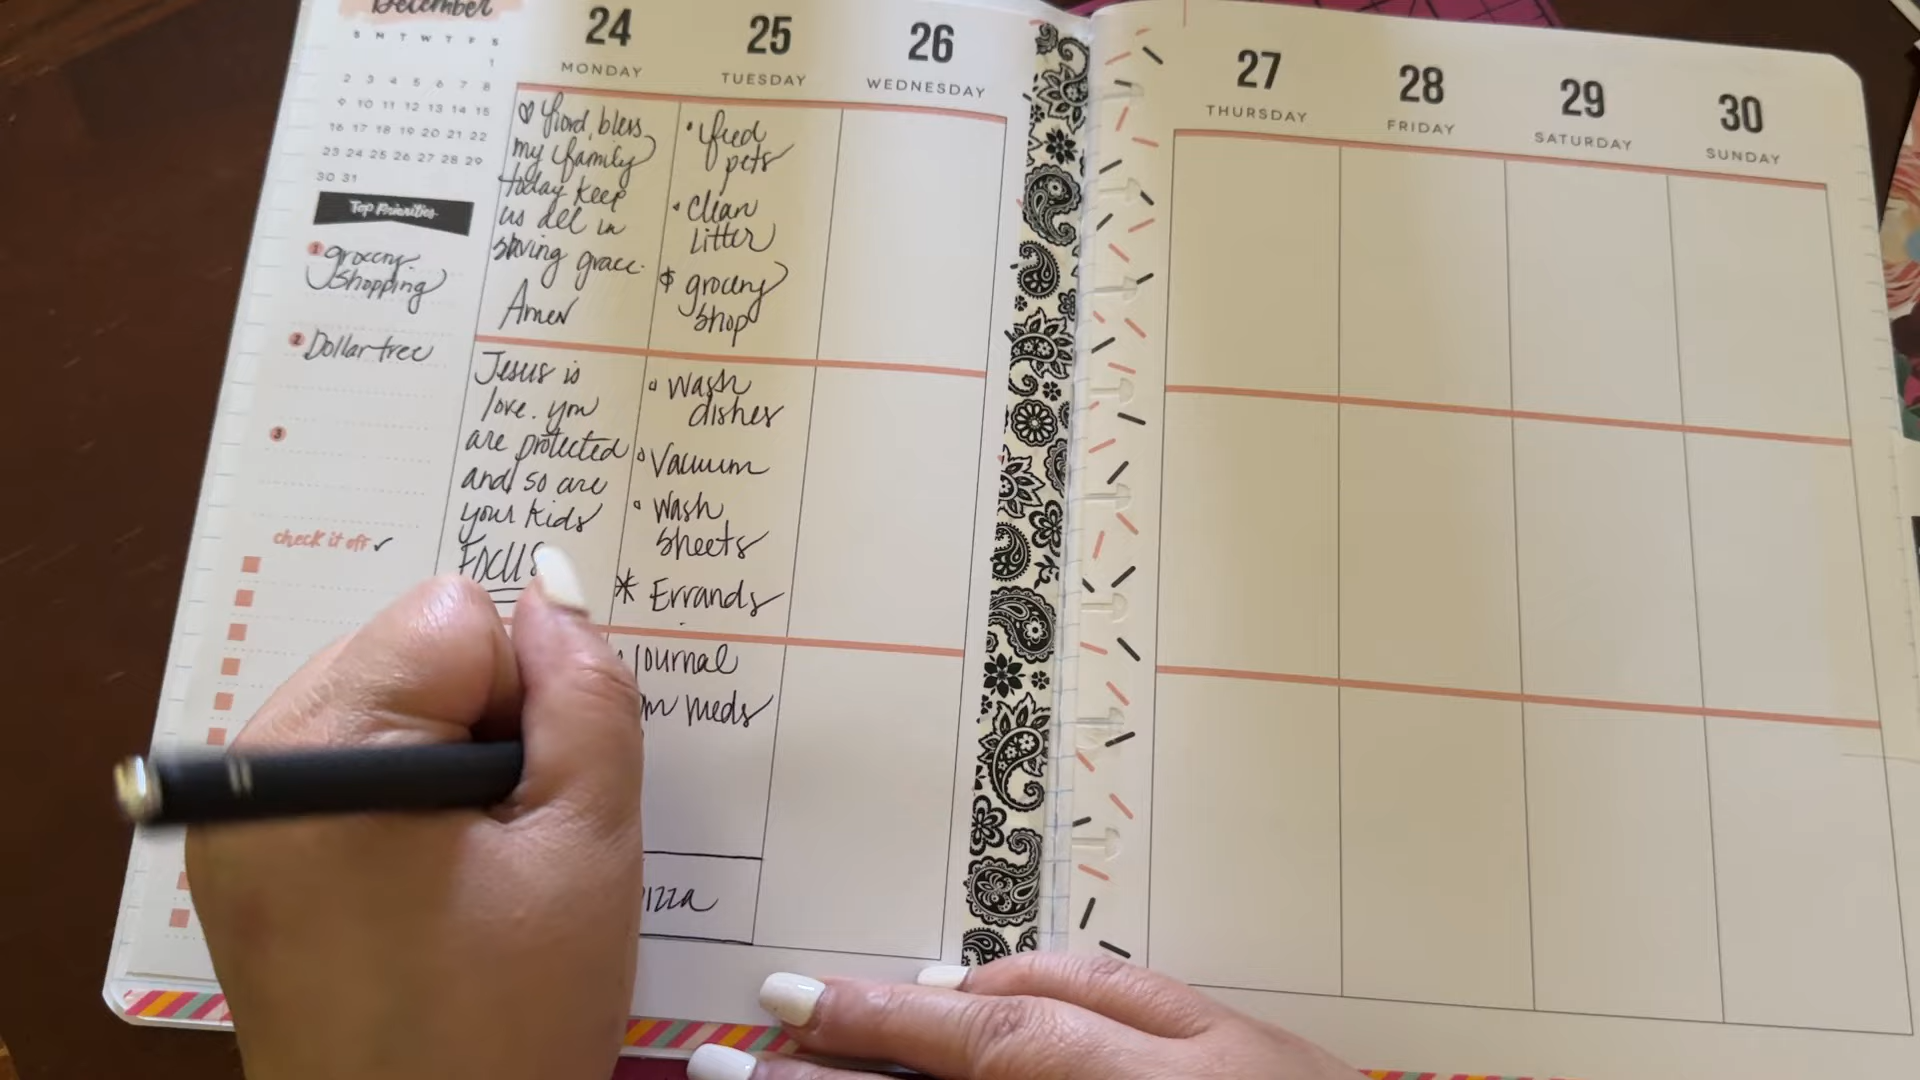 December
S M T W T F S
1
2 3 4 5 6 7 8
9 10 11 12 13 14 15
16 17 18 19 20 21 22
23 24 25 26 27 28 29
30 31
Top Priorities
1 grocery
shopping
2 Dollar tree
3
check it off ✓
24
MONDAY
♡ Lord, bless
my family
today keep
us all in
saving grace.
Amen
Jesus is
love. you
are protected
and so are
your kids
FOCUS
25
TUESDAY
• feed
pets
• clean
litter
$ grocery
shop
• Wash
dishes
• Vacuum
• Wash
sheets
* Errands
Journal
meds
26
WEDNESDAY
27
THURSDAY
28
FRIDAY
29
SATURDAY
30
SUNDAY